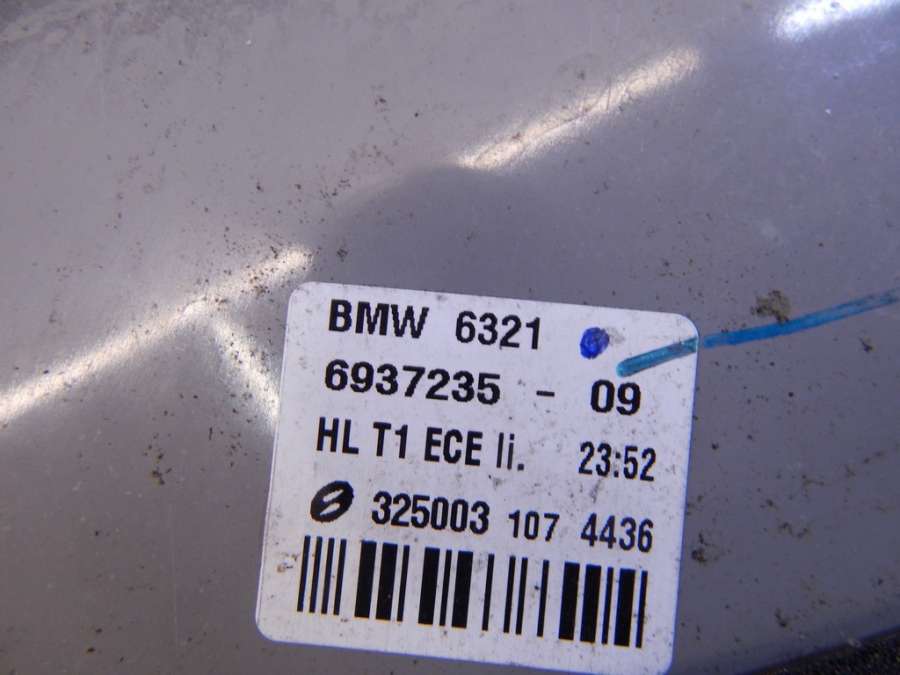 BMW 6321
6937235 - 09
HL T1 ECE li. 23:52
325003 107 4436